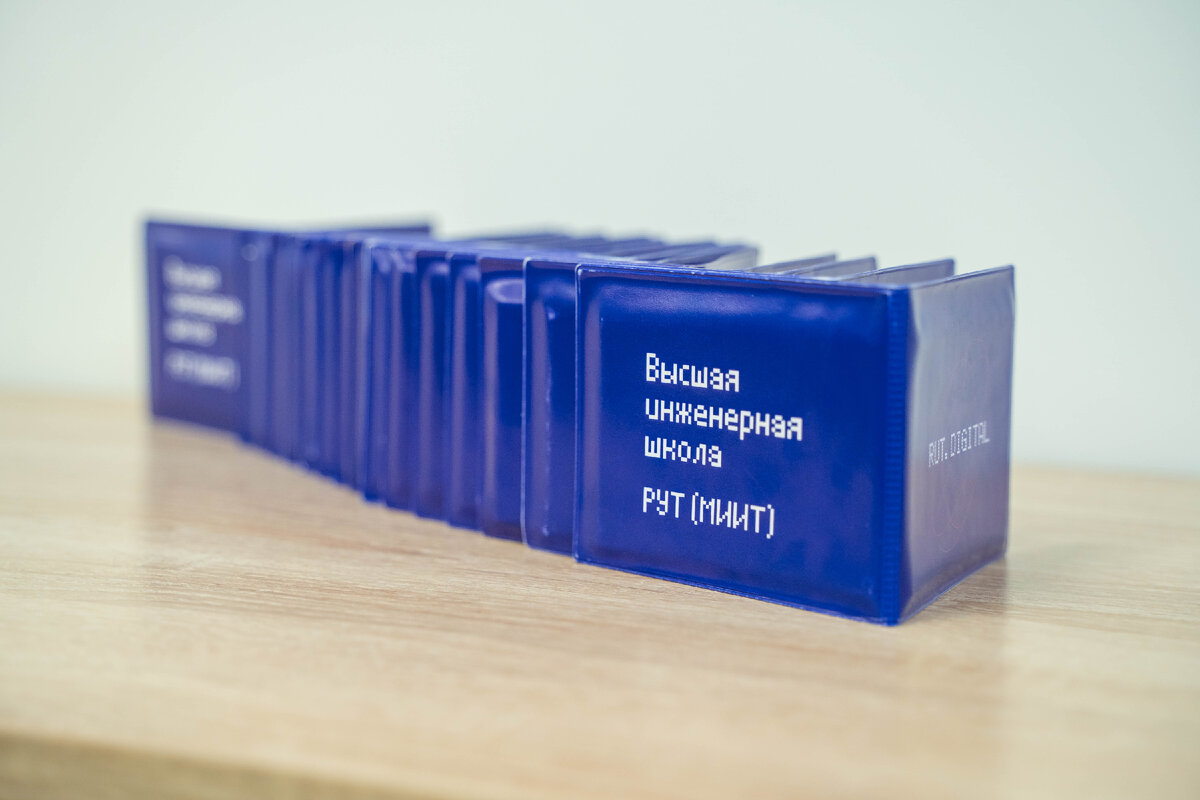 Высшая
инженерная
школа
РУТ (МИИТ)
RUT.DIGITAL